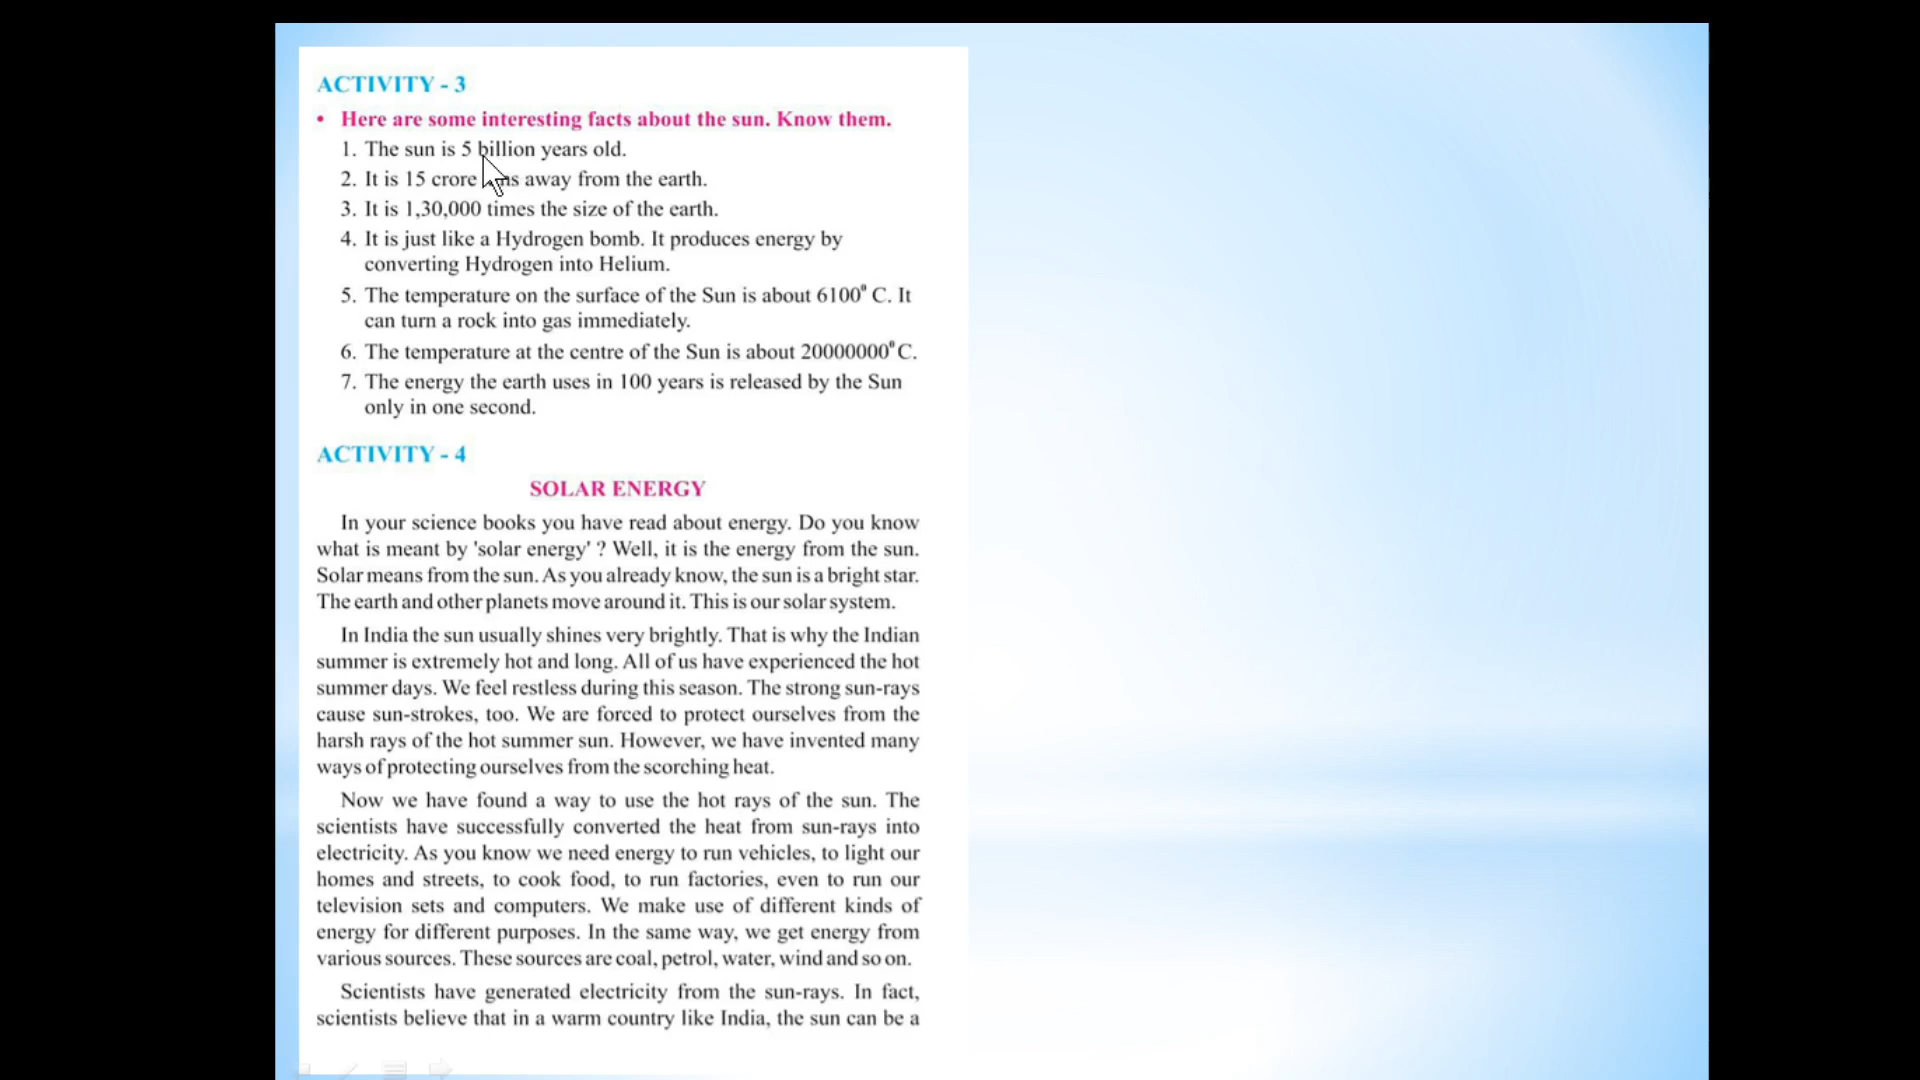 ACTIVITY - 3
• Here are some interesting facts about the sun. Know them.
1. The sun is 5 billion years old.
2. It is 15 crore away from the earth.
3. It is 1,30,000 times the size of the earth.
4. It is just like a Hydrogen bomb. It produces energy by
converting Hydrogen into Helium.
5. The temperature on the surface of the Sun is about 6100⁰ C. It
can turn a rock into gas immediately.
6. The temperature at the centre of the Sun is about 20000000⁰C.
7. The energy the earth uses in 100 years is released by the Sun
only in one second.
ACTIVITY - 4
SOLAR ENERGY
In your science books you have read about energy. Do you know
what is meant by 'solar energy' ? Well, it is the energy from the sun.
Solar means from the sun. As you already know, the sun is a bright star.
The earth and other planets move around it. This is our solar system.
In India the sun usually shines very brightly. That is why the Indian
summer is extremely hot and long. All of us have experienced the hot
summer days. We feel restless during this season. The strong sun-rays
cause sun-strokes, too. We are forced to protect ourselves from the
harsh rays of the hot summer sun. However, we have invented many
ways of protecting ourselves from the scorching heat.
Now we have found a way to use the hot rays of the sun. The
scientists have successfully converted the heat from sun-rays into
electricity. As you know we need energy to run vehicles, to light our
homes and streets, to cook food, to run factories, even to run our
television sets and computers. We make use of different kinds of
energy for different purposes. In the same way, we get energy from
various sources. These sources are coal, petrol, water, wind and so on.
Scientists have generated electricity from the sun-rays. In fact,
scientists believe that in a warm country like India, the sun can be a